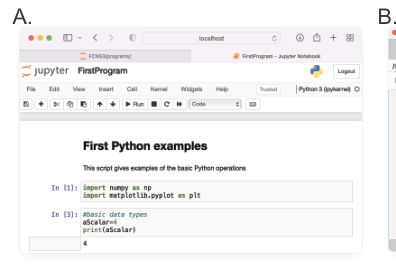 A.
B.
localhost
FCNS3/programs/
FirstProgram - Jupyter Notebook
jupyter FirstProgram
Logout
File Edit View Insert Cell Kernel Widgets Help Trusted Python 3 (ipykernel)
Run Code
First Python examples
This script gives examples of the basic Python operations
In [1]: import numpy as np
import matplotlib.pyplot as plt
In [3]: #basic data types
aScalar=4
print(aScalar)
4